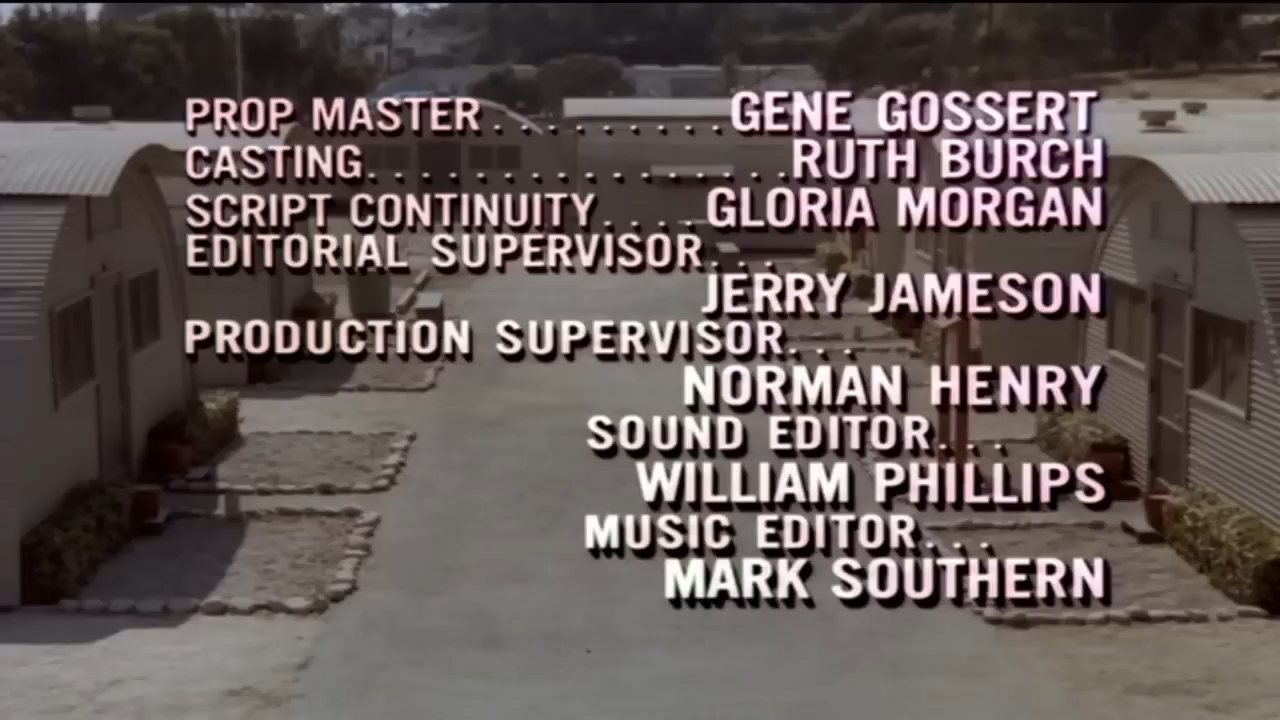 PROP MASTER.........GENE GOSSERT
CASTING................RUTH BURCH
SCRIPT CONTINUITY....GLORIA MORGAN
EDITORIAL SUPERVISOR...
JERRY JAMESON
PRODUCTION SUPERVISOR...
NORMAN HENRY
SOUND EDITOR...
WILLIAM PHILLIPS
MUSIC EDITOR...
MARK SOUTHERN